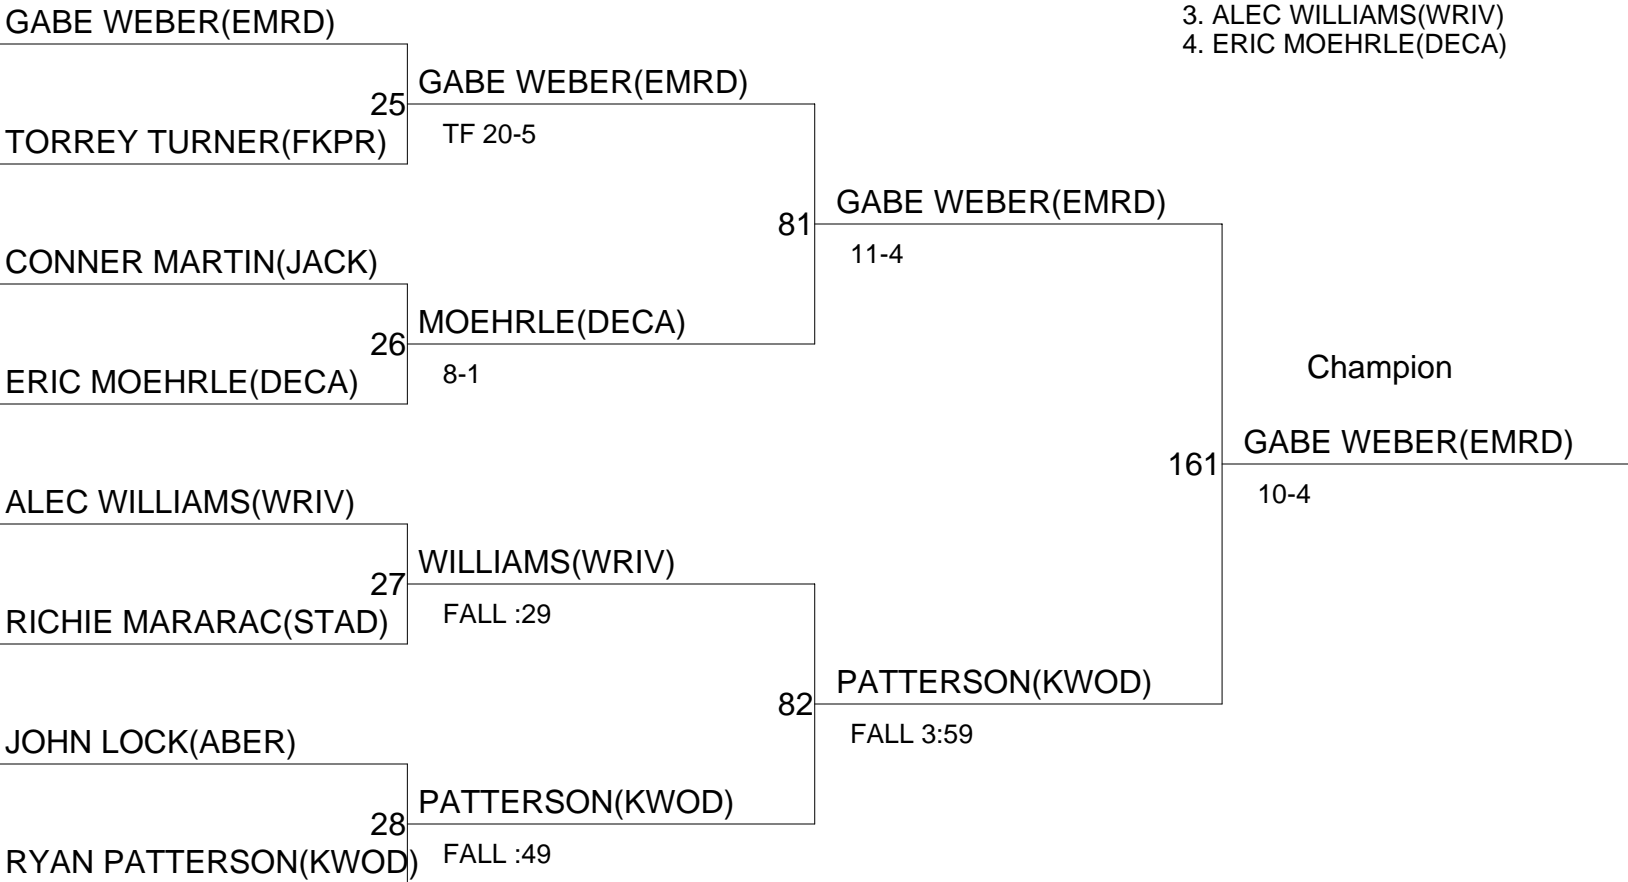 GABE WEBER(EMRD)
3. ALEC WILLIAMS(WRIV)
4. ERIC MOEHRLE(DECA)
25
GABE WEBER(EMRD)
TF 20-5
TORREY TURNER(FKPR)
81
GABE WEBER(EMRD)
11-4
CONNER MARTIN(JACK)
26
MOEHRLE(DECA)
8-1
ERIC MOEHRLE(DECA)
Champion
161
GABE WEBER(EMRD)
10-4
ALEC WILLIAMS(WRIV)
27
WILLIAMS(WRIV)
FALL :29
RICHIE MARARAC(STAD)
82
PATTERSON(KWOD)
FALL 3:59
JOHN LOCK(ABER)
28
PATTERSON(KWOD)
FALL :49
RYAN PATTERSON(KWOD)